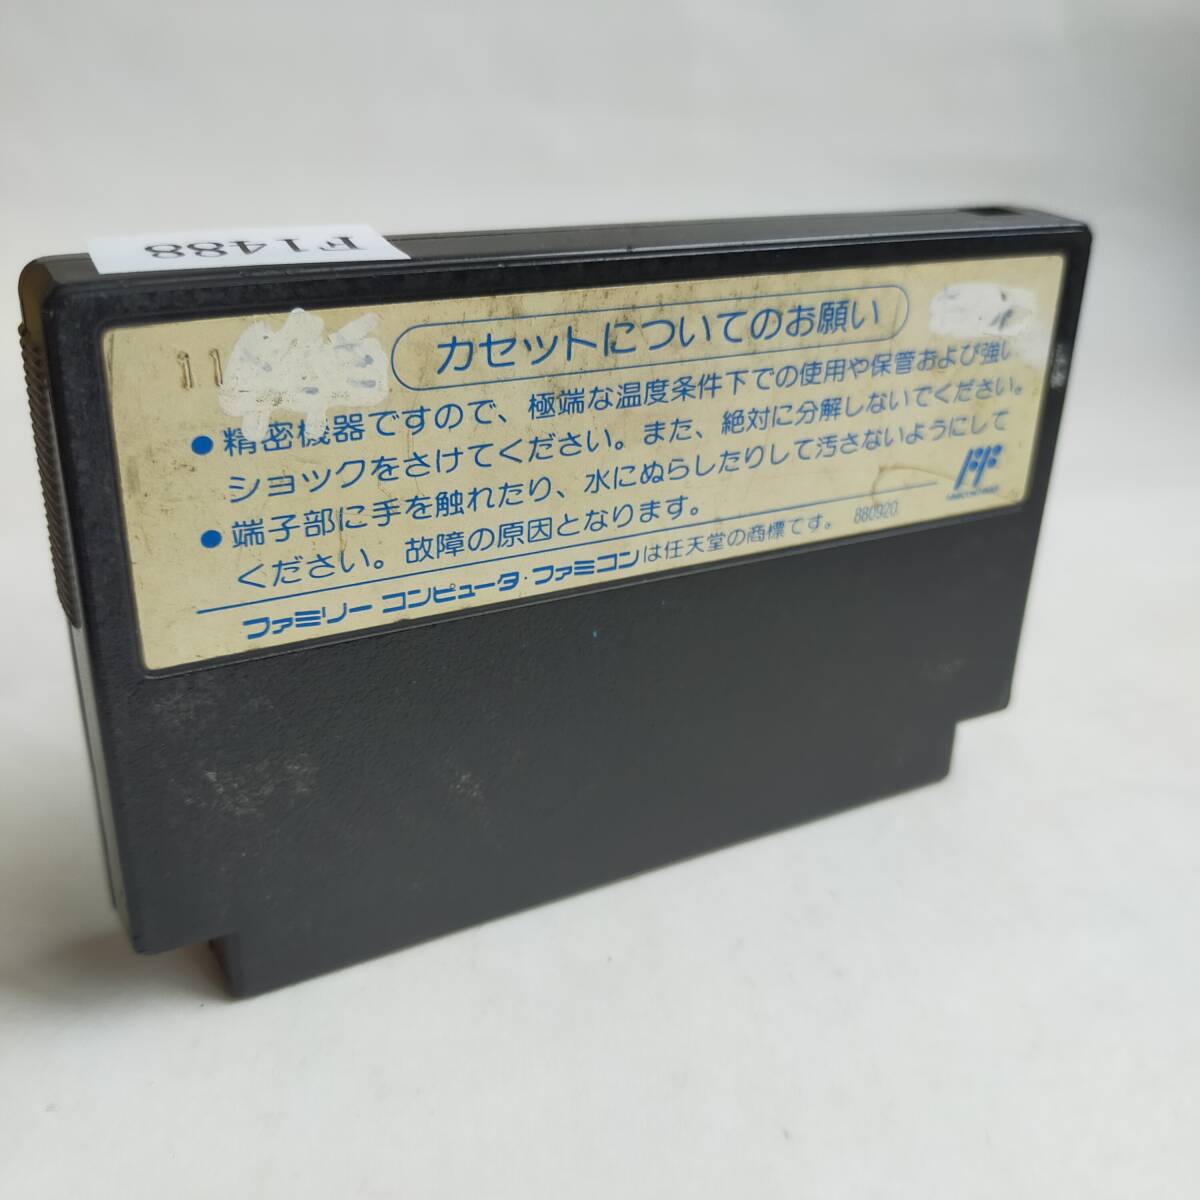 F1488
11
カセットについてのお願い
●精密機器ですので、極端な温度条件下での使用や保管および強い
ショックをさけてください。また、絶対に分解しないでください。
●端子部に手を触れたり、水にぬらしたりして汚さないようにして
ください。故障の原因となります。
880920
ファミリーコンピュータ・ファミコンは任天堂の商標です。